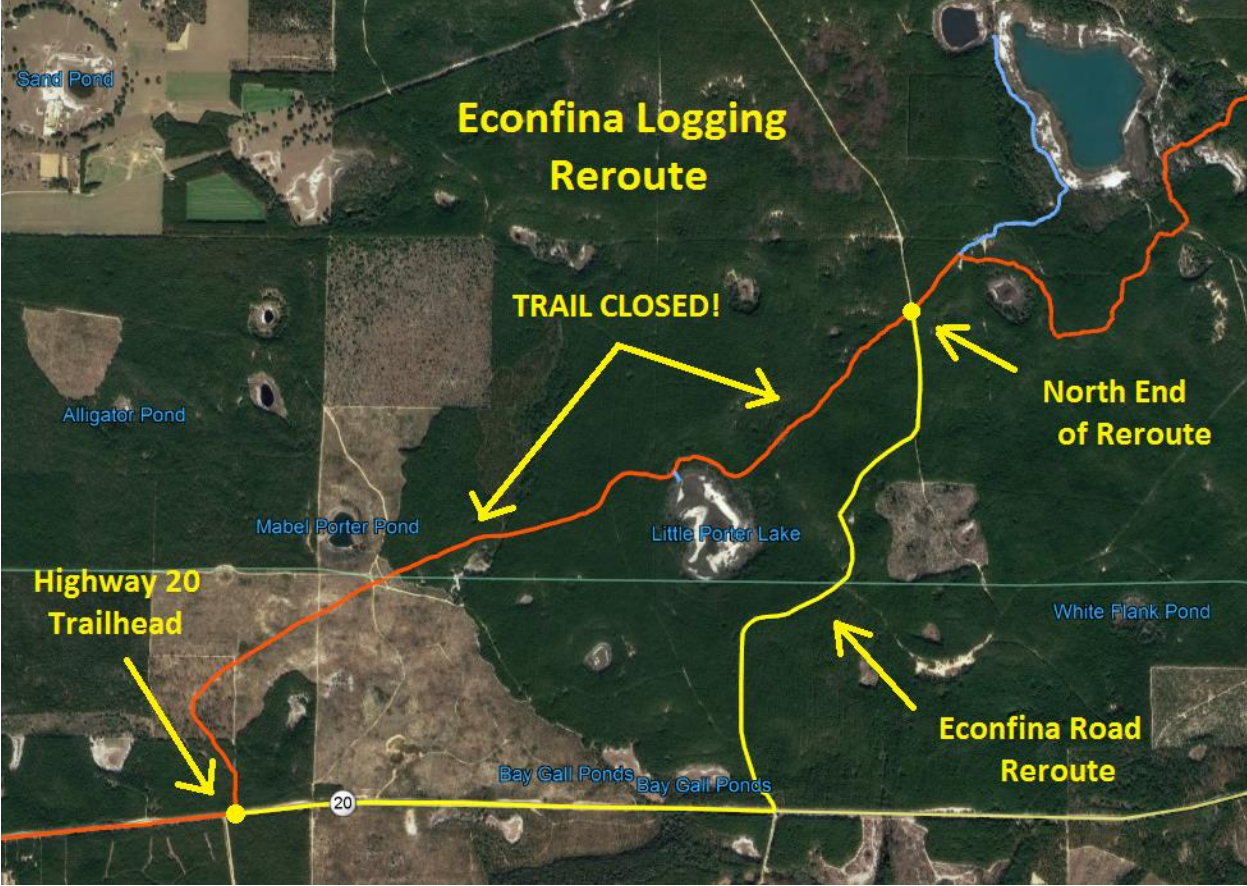 Sand Pond
Econfina Logging
Reroute
TRAIL CLOSED!
North End
of Reroute
Alligator Pond
Mabel Porter Pond
Little Porter Lake
Highway 20
Trailhead
White Flank Pond
Econfina Road
Reroute
Bay Gall Ponds
Bay Gall Ponds
20